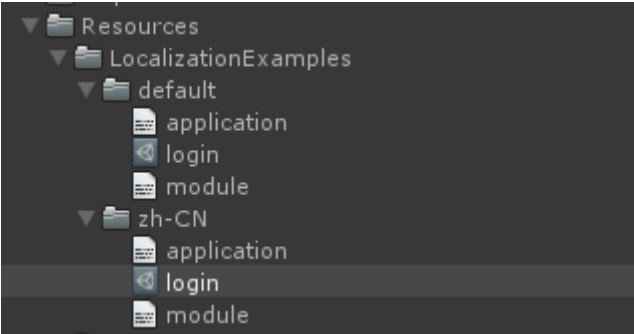 Resources
LocalizationExamples
default
application
login
module
zh-CN
application
login
module